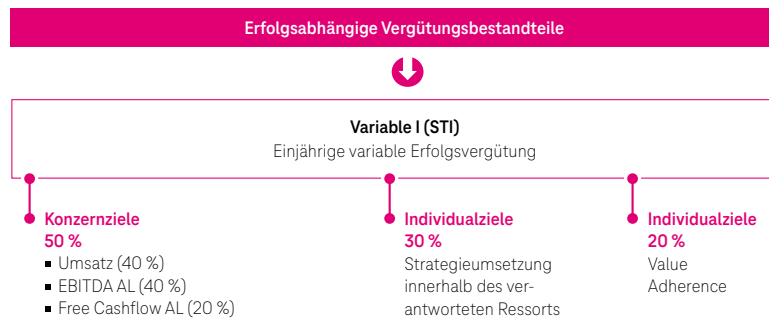 Erfolgsabhängige Vergütungsbestandteile
Variable I (STI)
Einjährige variable Erfolgsvergütung
Konzernziele
50 %
▪ Umsatz (40 %)
▪ EBITDA AL (40 %)
▪ Free Cashflow AL (20 %)
Individualziele
30 %
Strategieumsetzung
innerhalb des ver-
antworteten Ressorts
Individualziele
20 %
Value
Adherence